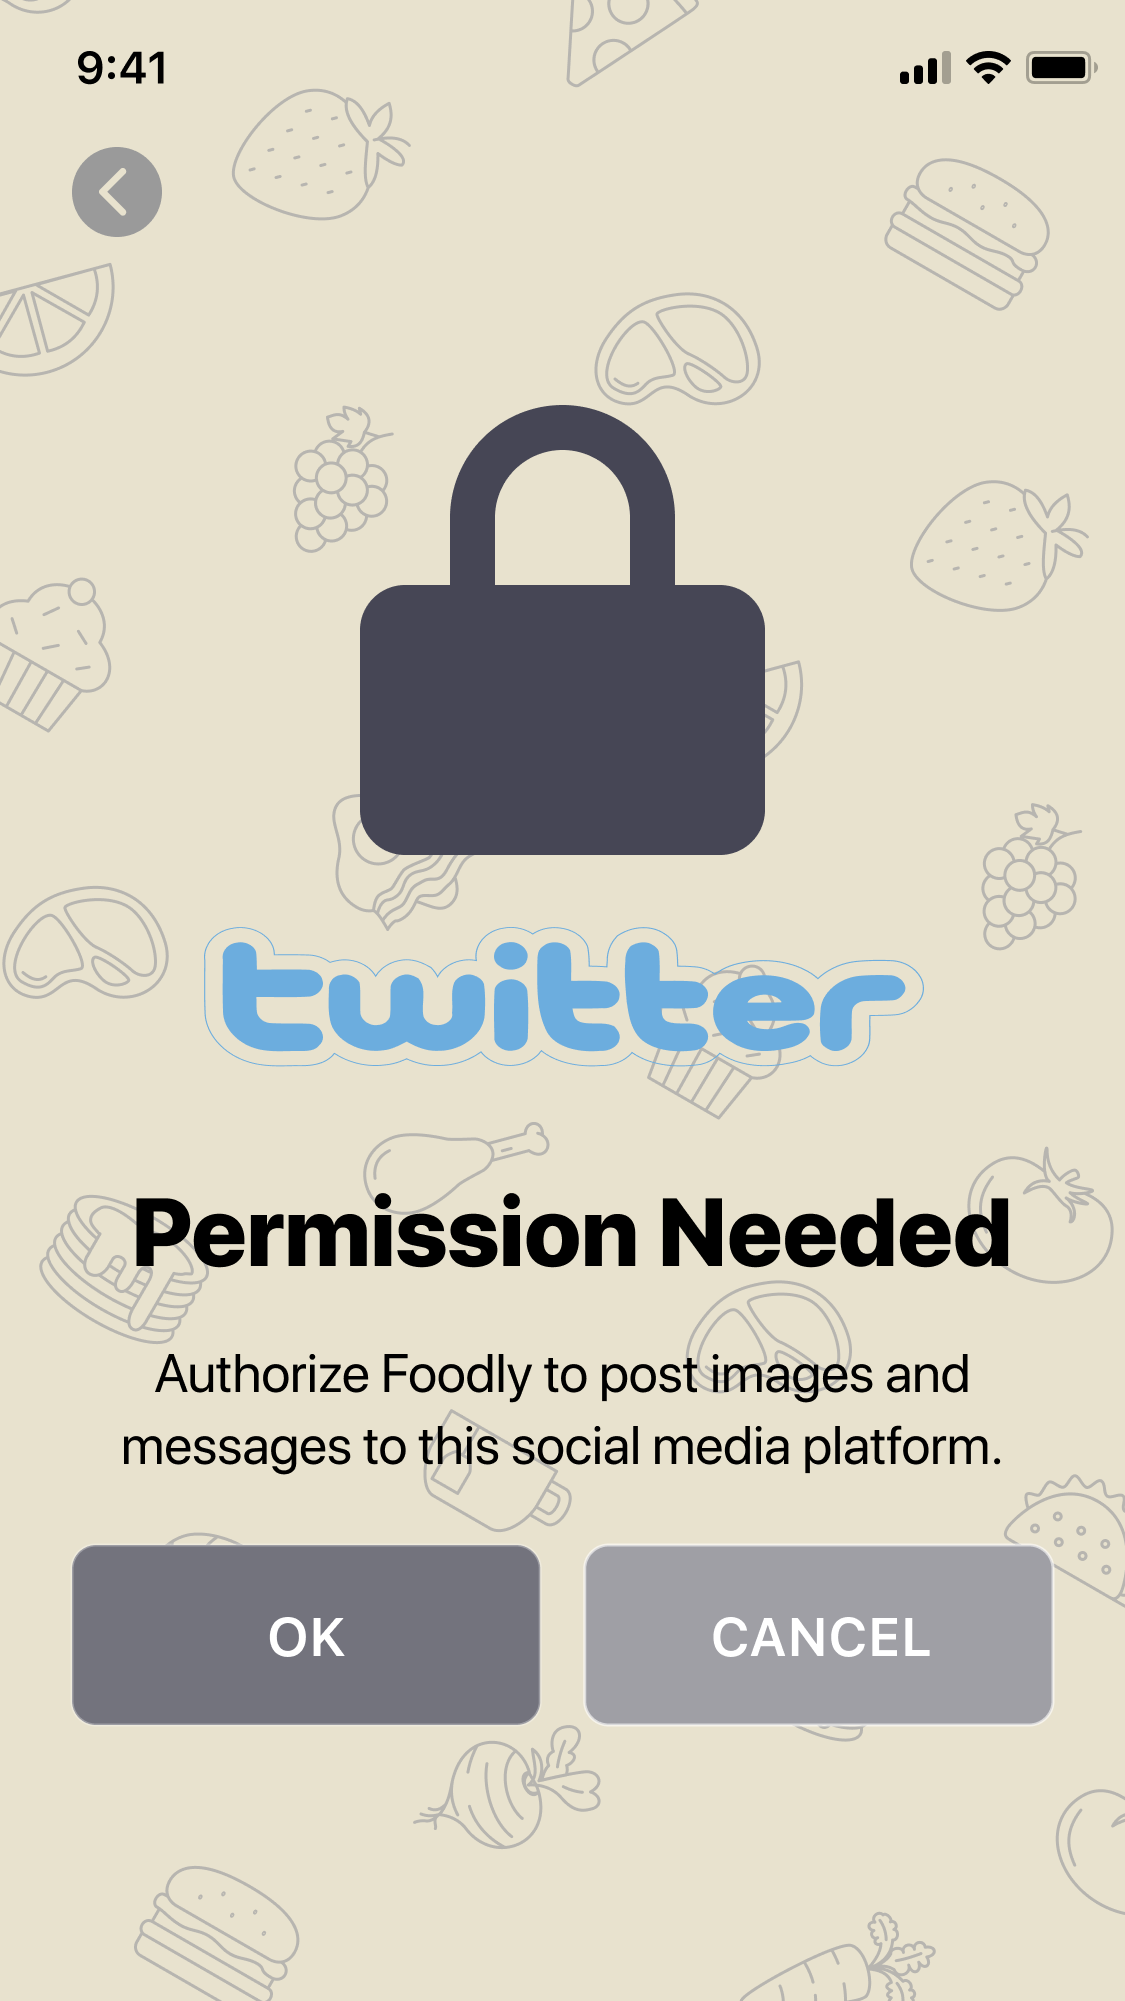 9:41
twitter
Permission Needed
Authorize Foodly to post images and
messages to this social media platform.
OK
CANCEL